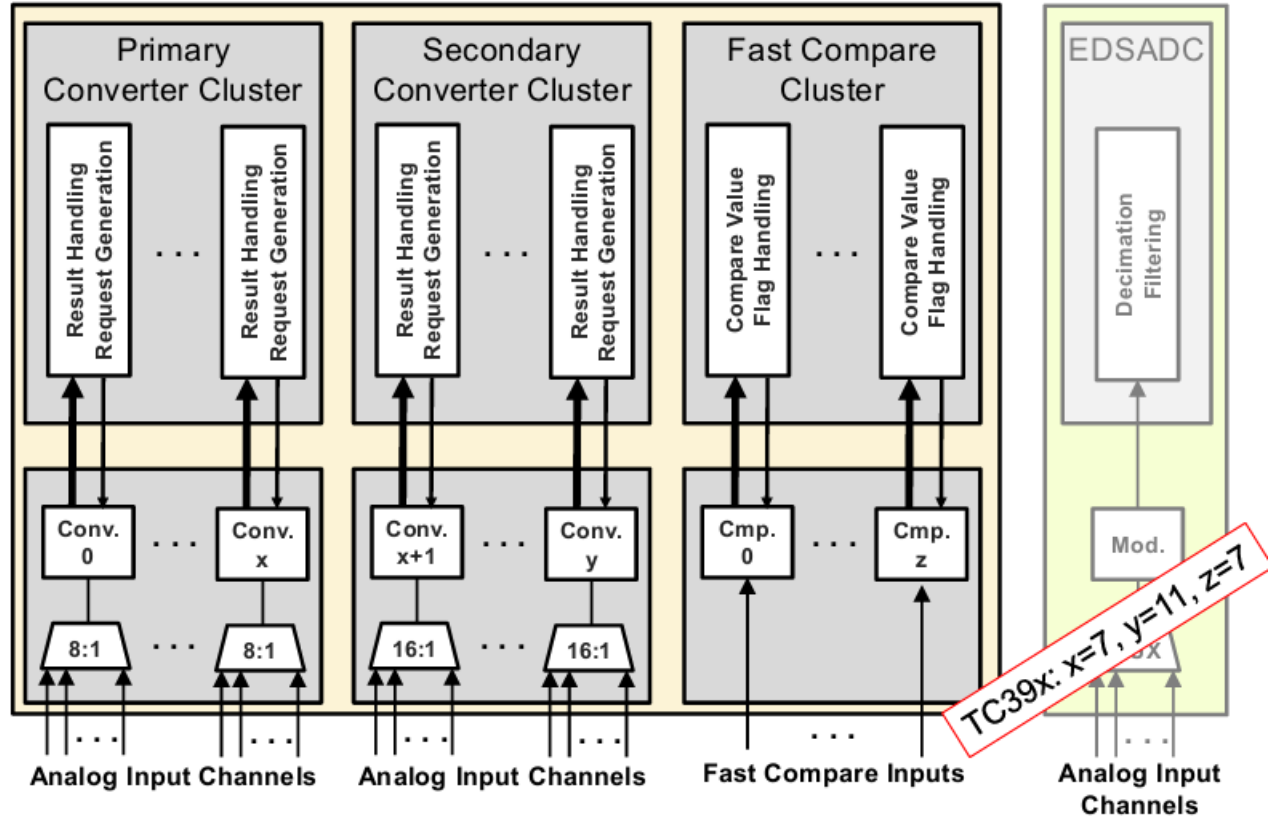 Primary
Converter Cluster
Result Handling
Request Generation
. . .
Result Handling
Request Generation
Conv.
0
. . .
Conv.
x
8:1
. . .
8:1
. . .
. . .
Analog Input Channels
Secondary
Converter Cluster
Result Handling
Request Generation
. . .
Result Handling
Request Generation
Conv.
x+1
. . .
Conv.
y
16:1
. . .
16:1
. . .
. . .
Analog Input Channels
Fast Compare
Cluster
Compare Value
Flag Handling
. . .
Compare Value
Flag Handling
Cmp.
0
. . .
Cmp.
z
. . .
Fast Compare Inputs
EDSADC
Decimation
Filtering
Mod.
TC39x: x=7, y=11, z=7
. . .
Analog Input
Channels